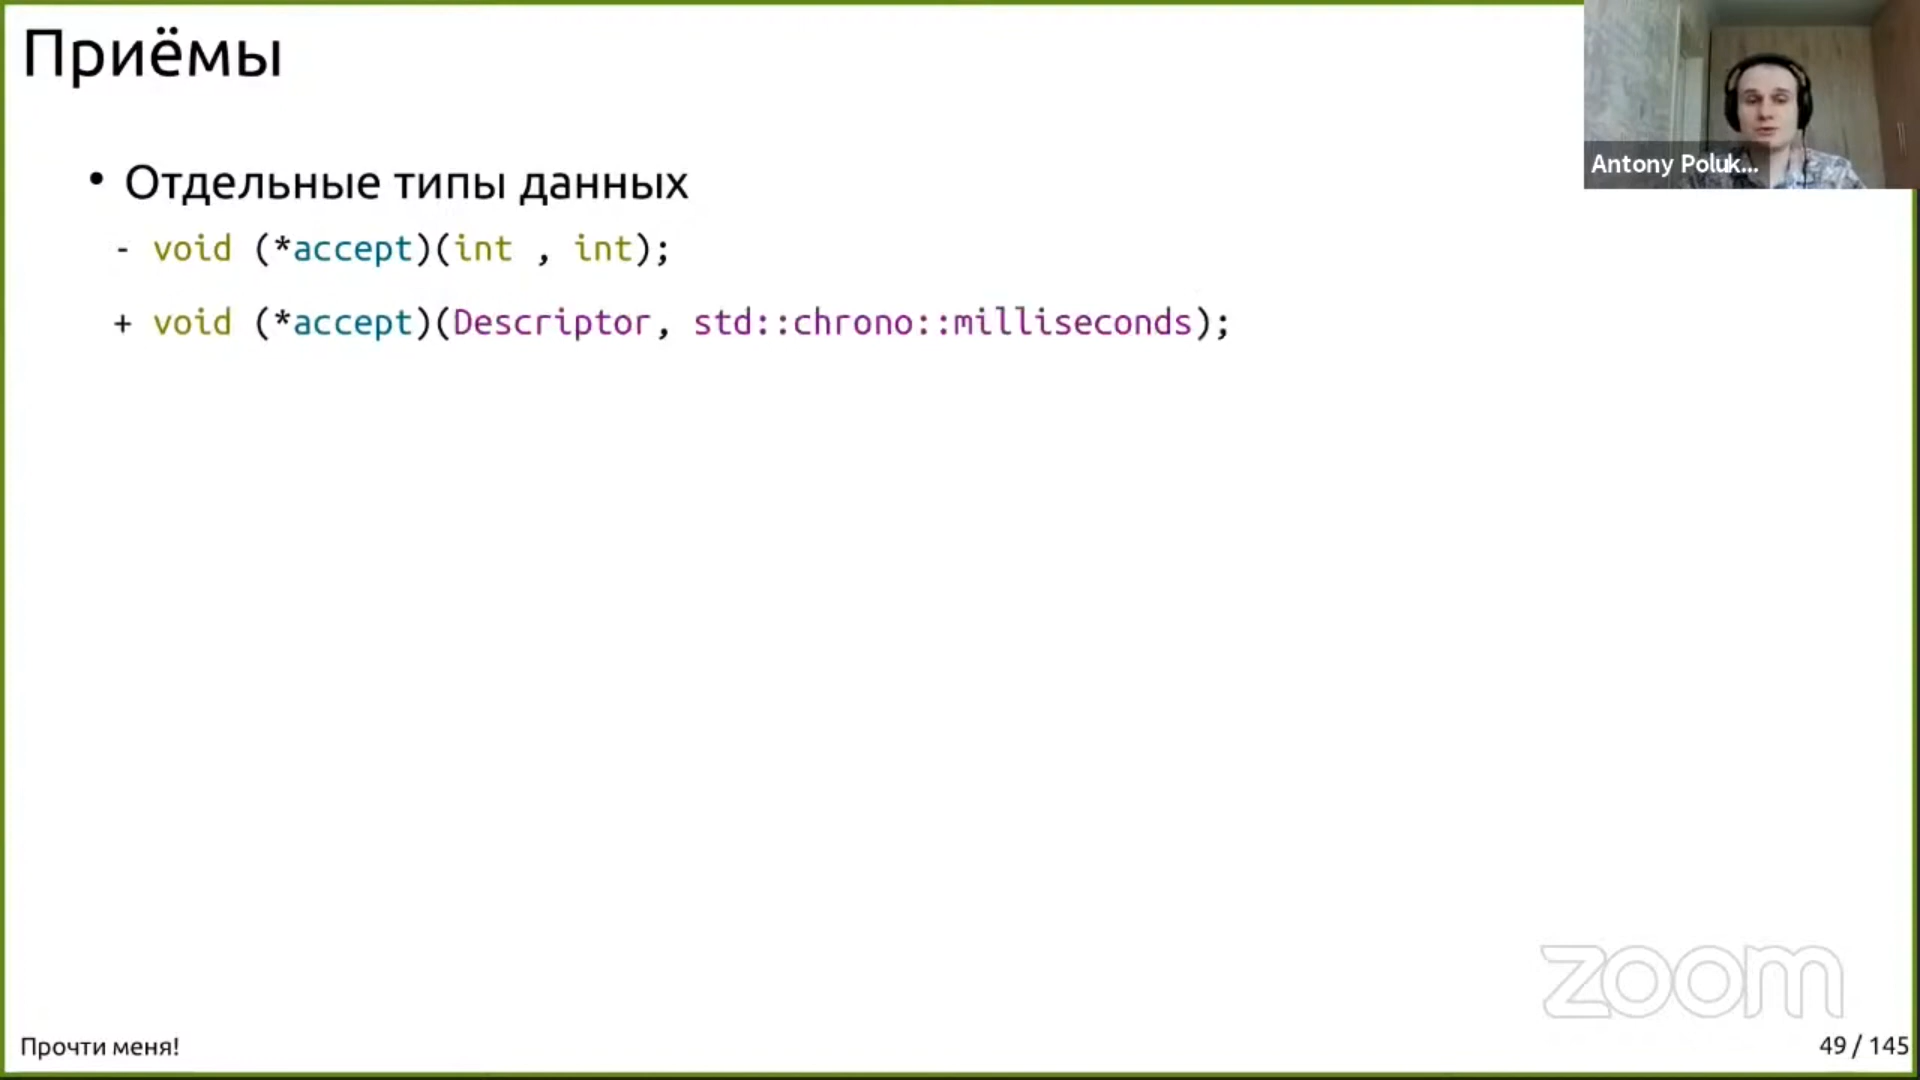 Приёмы
Antony Poluk...
• Отдельные типы данных
- void (*accept)(int , int);
+ void (*accept)(Descriptor, std::chrono::milliseconds);
zoom
Прочти меня!
49 / 145